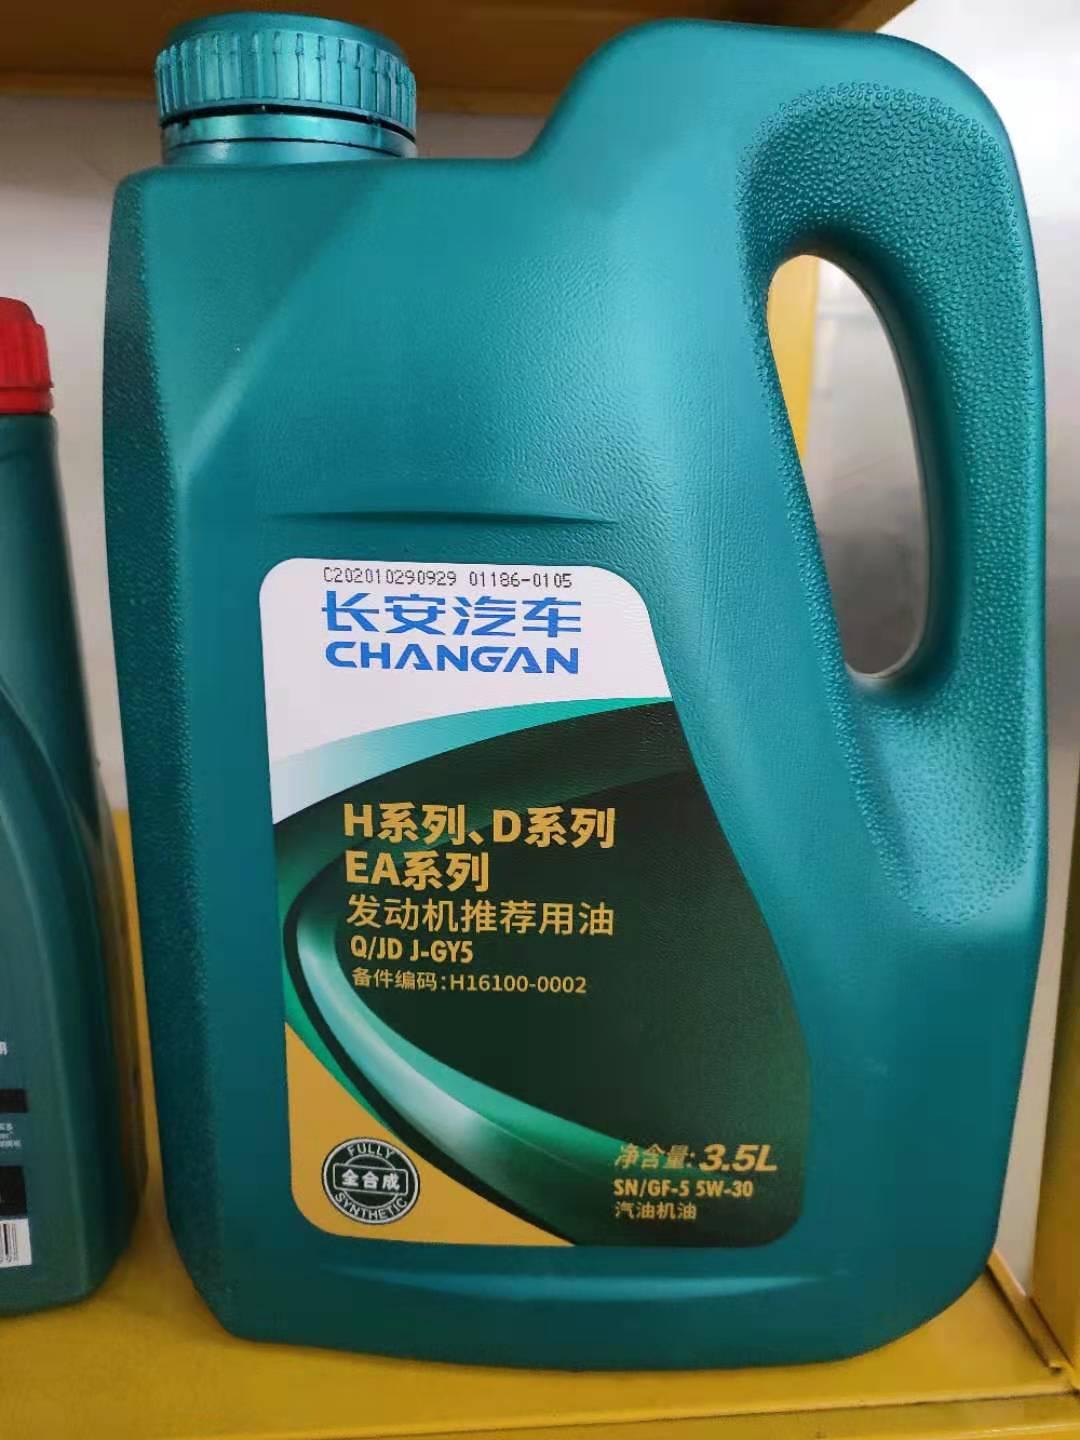 C202010290929 01186-0105
长安汽车
CHANGAN
H系列、D系列
EA系列
发动机推荐用油
Q/JD J-GY5
备件编码:H16100-0002
FULLY
全合成
SYNTHETIC
净含量: 3.5L
SN/GF-5 5W-30
汽油机油